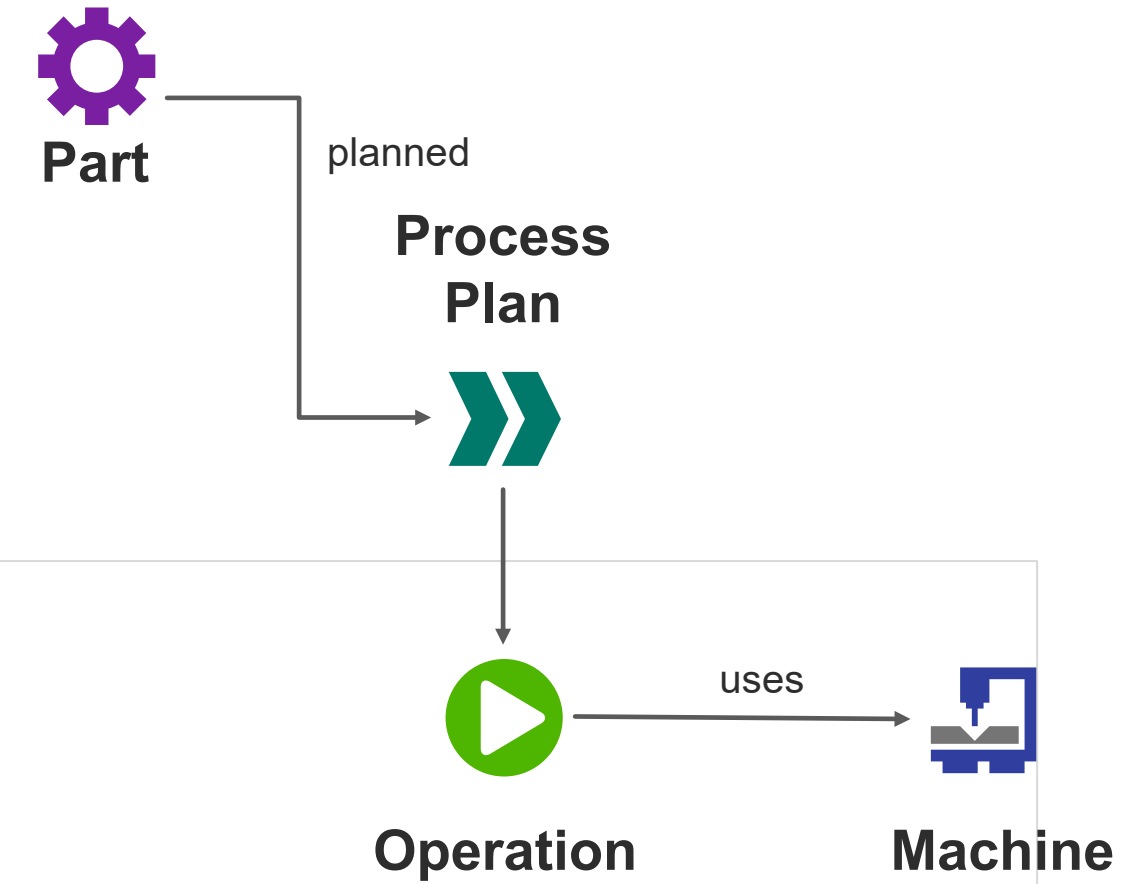 Part
planned
Process
Plan
uses
Operation
Machine